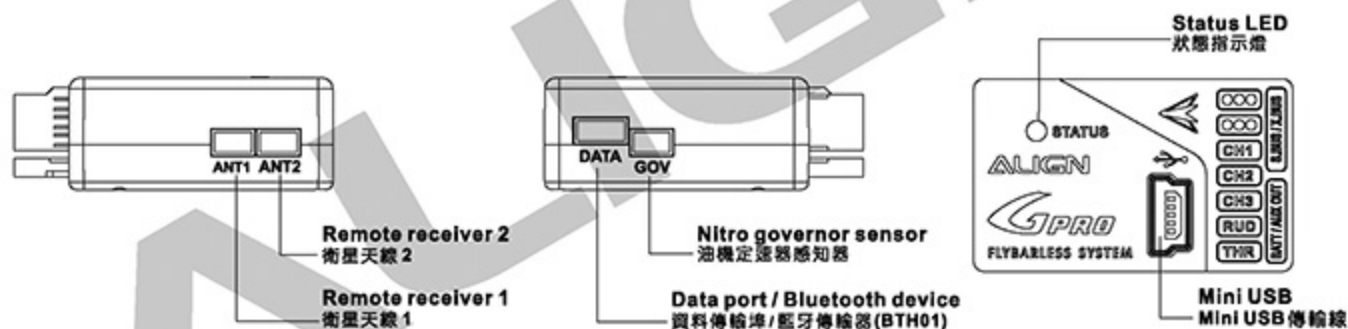 ANT1 ANT2
Remote receiver 2
衛星天線 2
Remote receiver 1
衛星天線 1
DATA
GOV
Nitro governor sensor
油機定速器感知器
Data port / Bluetooth device
資料傳輸埠/藍牙傳輸器(BTH01)
Status LED
狀態指示燈
STATUS
ALIGN
GPRO
FLYBARLESS SYSTEM
CH1
CH2
CH3
RUD
THR
S.BUS / X.BUS
BATT / AUX OUT
Mini USB
Mini USB傳輸線
ALIGN